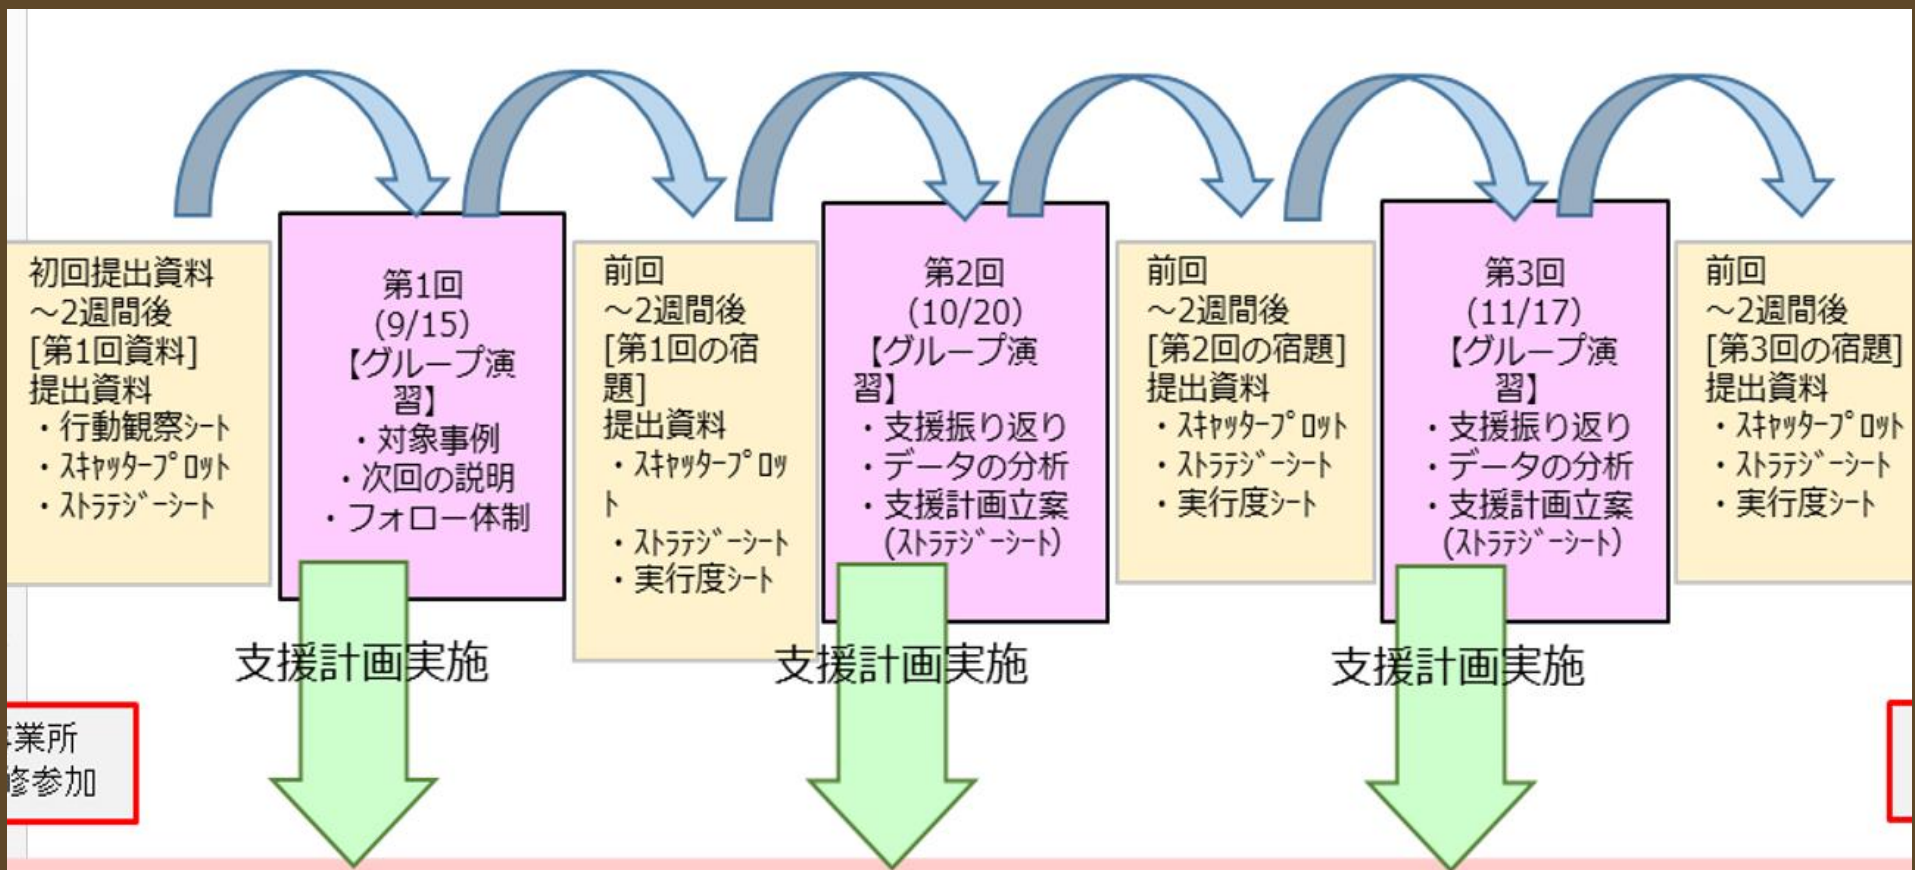 初回提出資料
～2週間後
[第1回資料]
提出資料
・行動観察シート
・スキャッタープロット
・ストラテジーシート
第1回
(9/15)
【グループ演
習】
・対象事例
・次回の説明
・フォロー体制
前回
～2週間後
[第1回の宿
題]
提出資料
・スキャッタープロッ
ト
・ストラテジーシート
・実行度シート
第2回
(10/20)
【グループ演
習】
・支援振り返り
・データの分析
・支援計画立案
(ストラテジーシート)
前回
～2週間後
[第2回の宿題]
提出資料
・スキャッタープロット
・ストラテジーシート
・実行度シート
第3回
(11/17)
【グループ演
習】
・支援振り返り
・データの分析
・支援計画立案
(ストラテジーシート)
前回
～2週間後
[第3回の宿題]
提出資料
・スキャッタープロット
・ストラテジーシート
・実行度シート
支援計画実施
支援計画実施
支援計画実施
業所
修参加